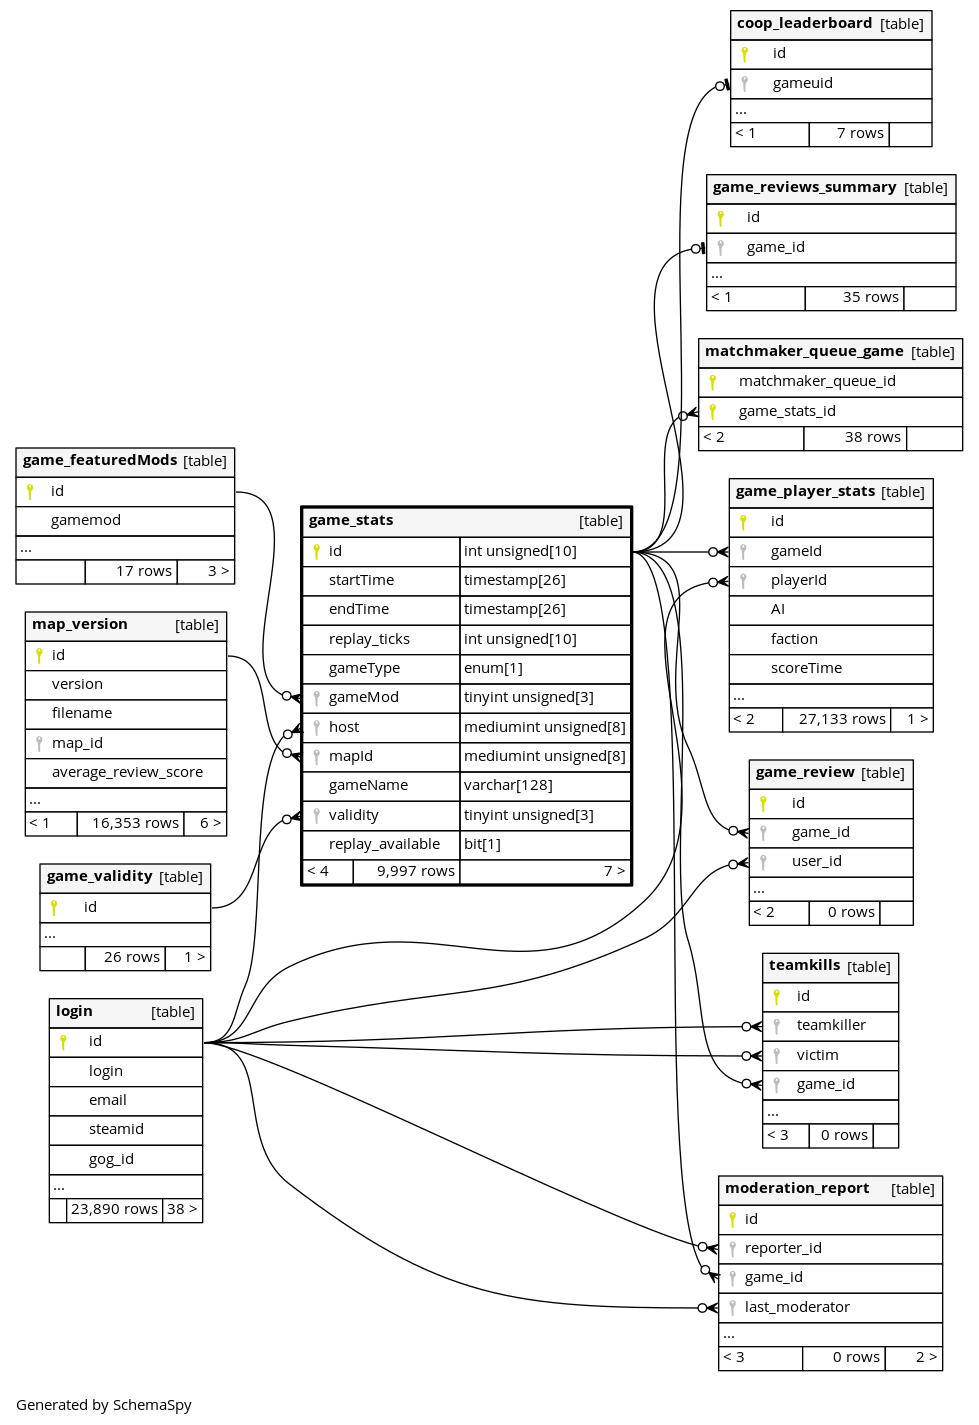 coop_leaderboard [table]
id
gameuid
...
< 1 7 rows
game_reviews_summary [table]
id
game_id
...
< 1 35 rows
matchmaker_queue_game [table]
matchmaker_queue_id
game_stats_id
< 2 38 rows
game_featuredMods [table]
id
gamemod
...
17 rows 3 >
map_version [table]
id
version
filename
map_id
average_review_score
...
< 1 16,353 rows 6 >
game_validity [table]
id
...
26 rows 1 >
login [table]
id
login
email
steamid
gog_id
...
23,890 rows 38 >
game_stats [table]
id int unsigned[10]
startTime timestamp[26]
endTime timestamp[26]
replay_ticks int unsigned[10]
gameType enum[1]
gameMod tinyint unsigned[3]
host mediumint unsigned[8]
mapId mediumint unsigned[8]
gameName varchar[128]
validity tinyint unsigned[3]
replay_available bit[1]
< 4 9,997 rows 7 >
game_player_stats [table]
id
gameId
playerId
AI
faction
scoreTime
...
< 2 27,133 rows 1 >
game_review [table]
id
game_id
user_id
...
< 2 0 rows
teamkills [table]
id
teamkiller
victim
game_id
...
< 3 0 rows
moderation_report [table]
id
reporter_id
game_id
last_moderator
...
< 3 0 rows 2 >
Generated by SchemaSpy